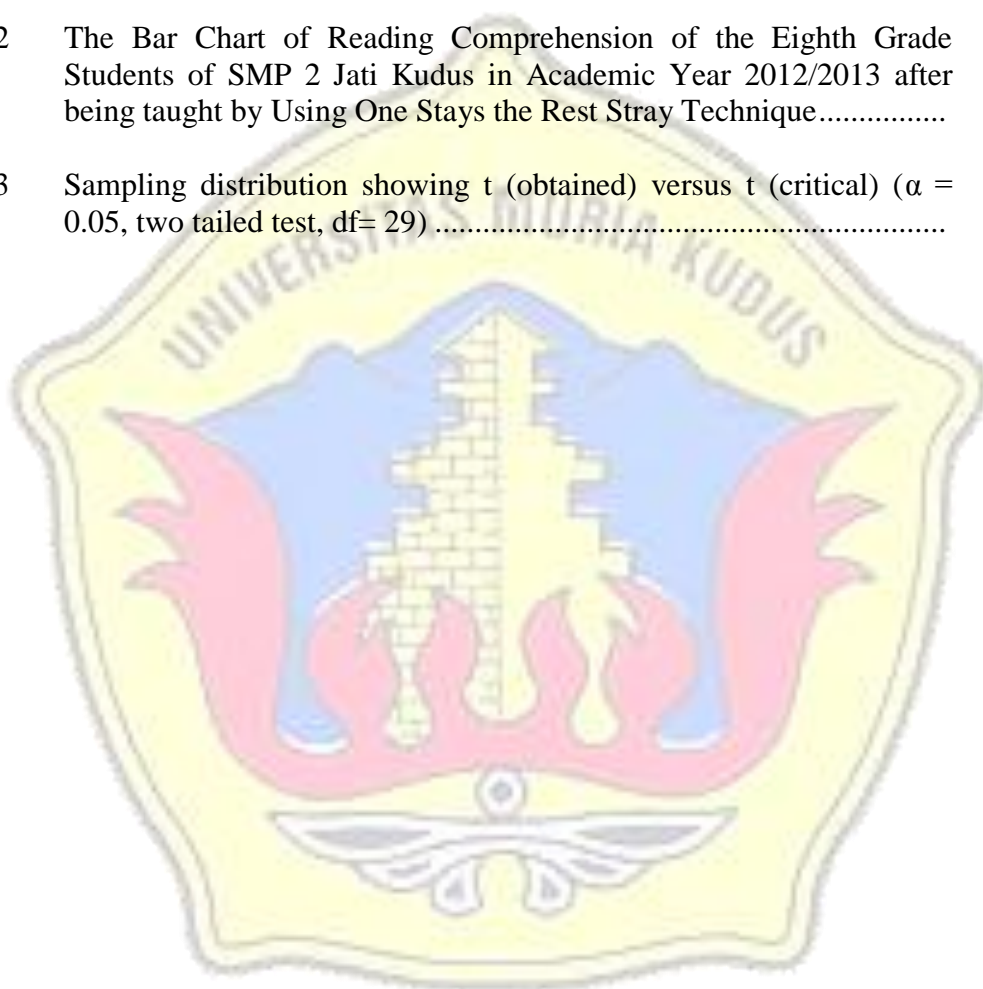 2 The Bar Chart of Reading Comprehension of the Eighth Grade
Students of SMP 2 Jati Kudus in Academic Year 2012/2013 after
being taught by Using One Stays the Rest Stray Technique...............
3 Sampling distribution showing t (obtained) versus t (critical) (α =
0.05, two tailed test, df= 29) ............................................................
UNIVERSITAS MURIA KUDUS